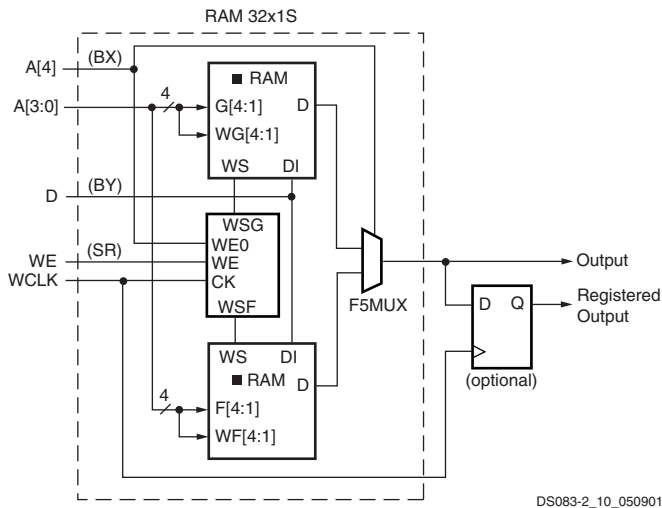 RAM 32x1S
A[4]
(BX)
A[3:0]
4
RAM
G[4:1]
D
WG[4:1]
WS
DI
D
(BY)
WSG
WE0
WE
(SR)
WE
WCLK
CK
WSF
F5MUX
Output
D
Q
Registered
Output
(optional)
WS
DI
RAM
D
4
F[4:1]
WF[4:1]
DS083-2_10_050901